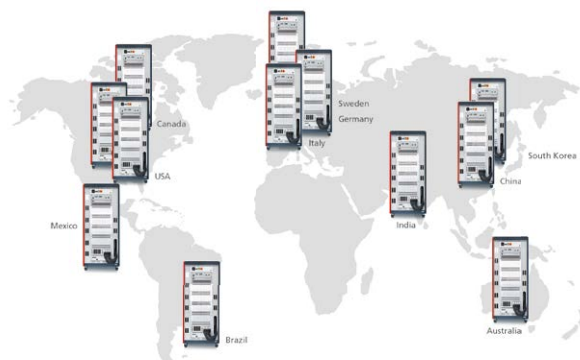 Canada
USA
Mexico
Brazil
Sweden
Germany
Italy
India
South Korea
China
Australia